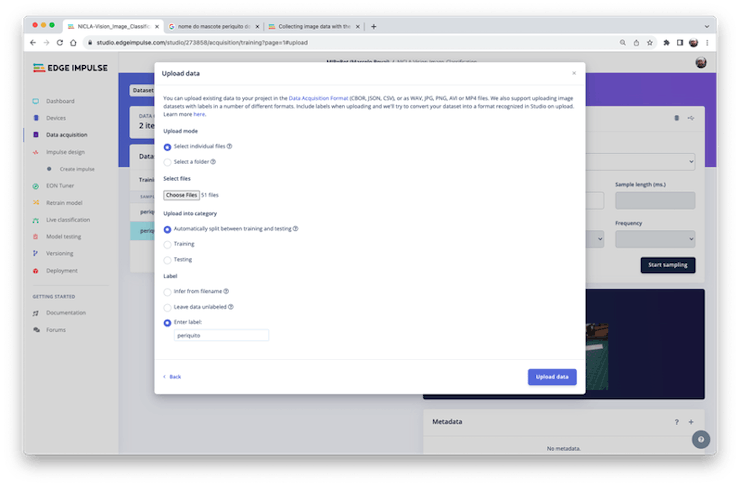 NICLA-Vision_Image_Classific
nome do mascote periquito do
Collecting image data with the
studio.edgeimpulse.com/studio/273858/acquisition/training?page=1#upload
EDGE IMPULSE
Dashboard
Devices
Data acquisition
Impulse design
Create impulse
EON Tuner
Retrain model
Live classification
Model testing
Versioning
Deployment
GETTING STARTED
Documentation
Forums
Dataset
DATA
2 ite
Data
Traini
SAMP
periq
periq
Upload data
×
You can upload existing data to your project in the Data Acquisition Format (CBOR, JSON, CSV), or as WAV, JPG, PNG, AVI or MP4 files. We also support uploading image
datasets with labels in a number of different formats. Include labels when uploading and we'll try to convert your dataset into a format recognized in Studio on upload.
Learn more here.
Upload mode
Select individual files ?
Select a folder ?
Select files
Choose Files 51 files
Upload into category
Automatically split between training and testing ?
Training
Testing
Label
Infer from filename ?
Leave data unlabeled ?
Enter label:
periquito
< Back
Upload data
Sample length (ms.)
Frequency
Start sampling
Metadata
? +
No metadata.
?